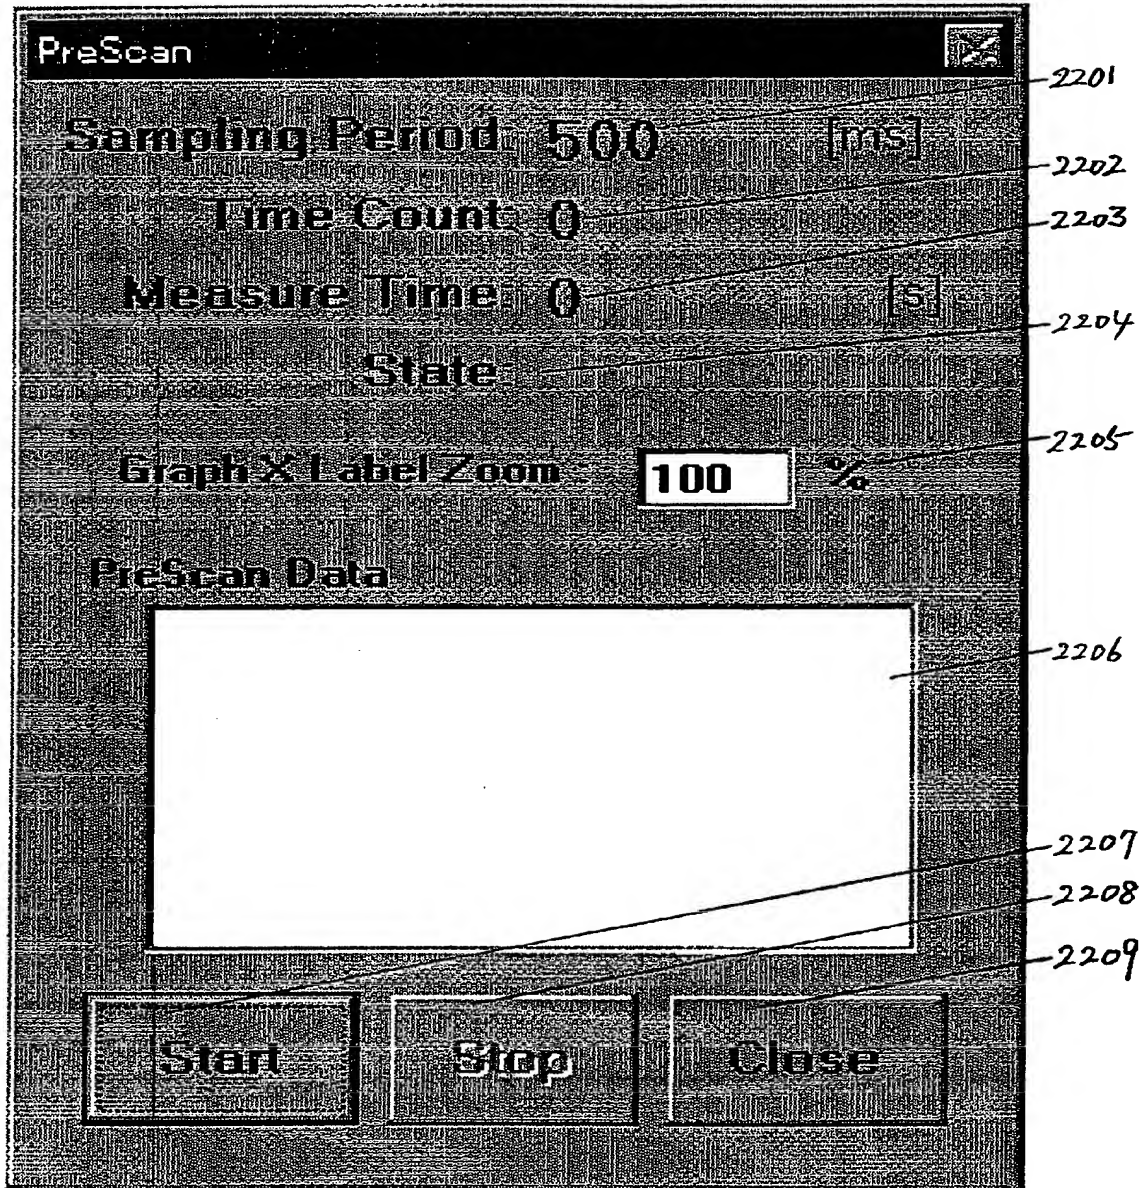 PreScan
2201
Sampling Period: 500 [ms]
2202
Time Count: 0
2203
Measure Time: 0 [s]
2204
State:
2205
Graph X Label Zoom 100 %
PreScan Data
2206
2207
2208
2209
Start Stop Close